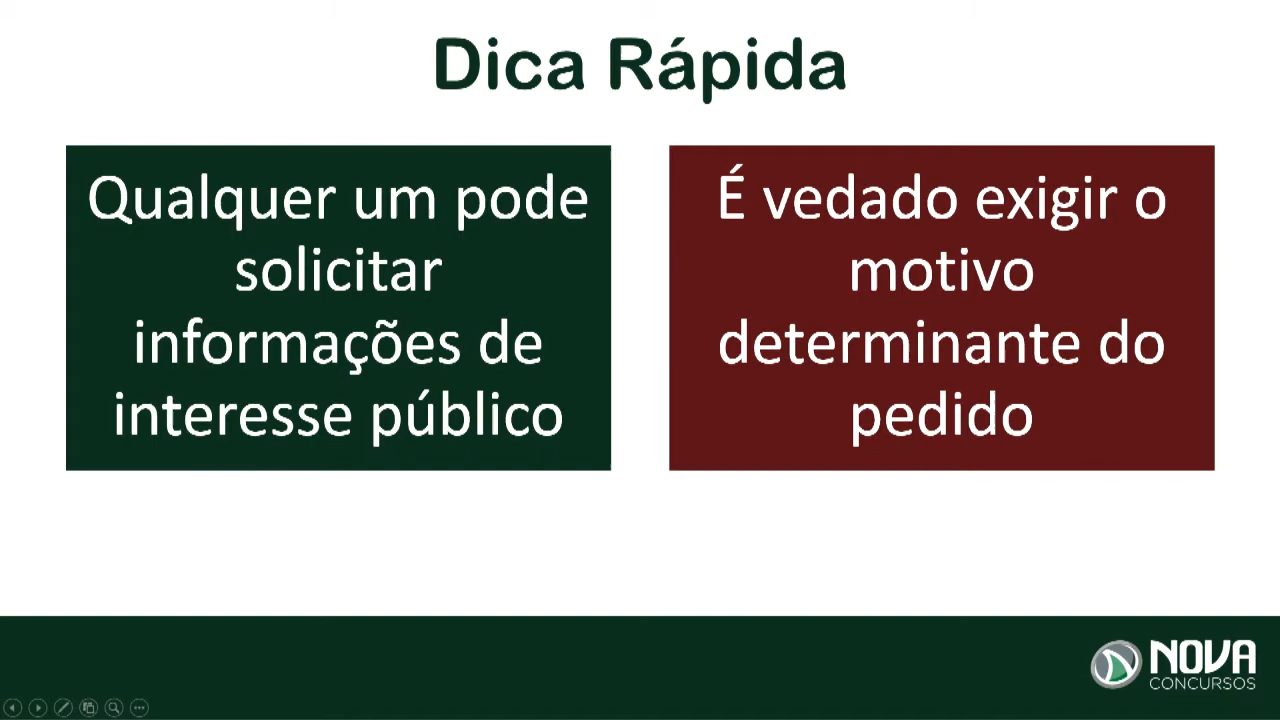 Dica Rápida
Qualquer um pode
solicitar
informações de
interesse público
É vedado exigir o
motivo
determinante do
pedido
NOVA
CONCURSOS